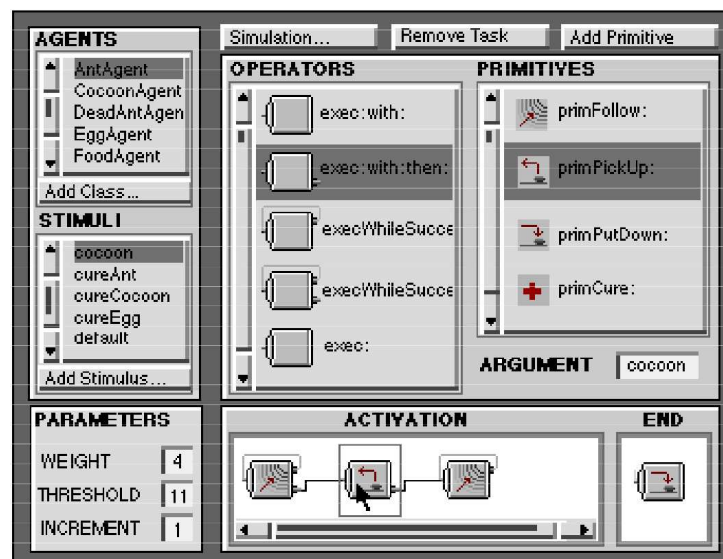 Simulation...
Remove Task
Add Primitive
AGENTS
AntAgent
CocoonAgent
DeadAntAgen
EggAgent
FoodAgent
Add Class...
STIMULI
cocoon
cureAnt
cureCocoon
cureEgg
default
Add Stimulus...
OPERATORS
exec:with:
exec:with:then:
execWhileSucce
execWhileSucce
exec:
PRIMITIVES
primFollow:
primPickUp:
primPutDown:
primCure:
ARGUMENT cocoon
PARAMETERS
WEIGHT 4
THRESHOLD 11
INCREMENT 1
ACTIVATION
END